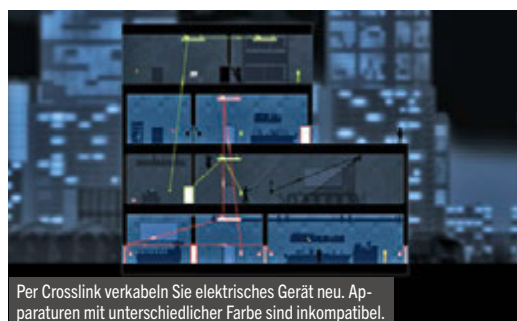 Per Crosslink verkabeln Sie elektrisches Gerät neu. Ap-
paraturen mit unterschiedlicher Farbe sind inkompatibel.